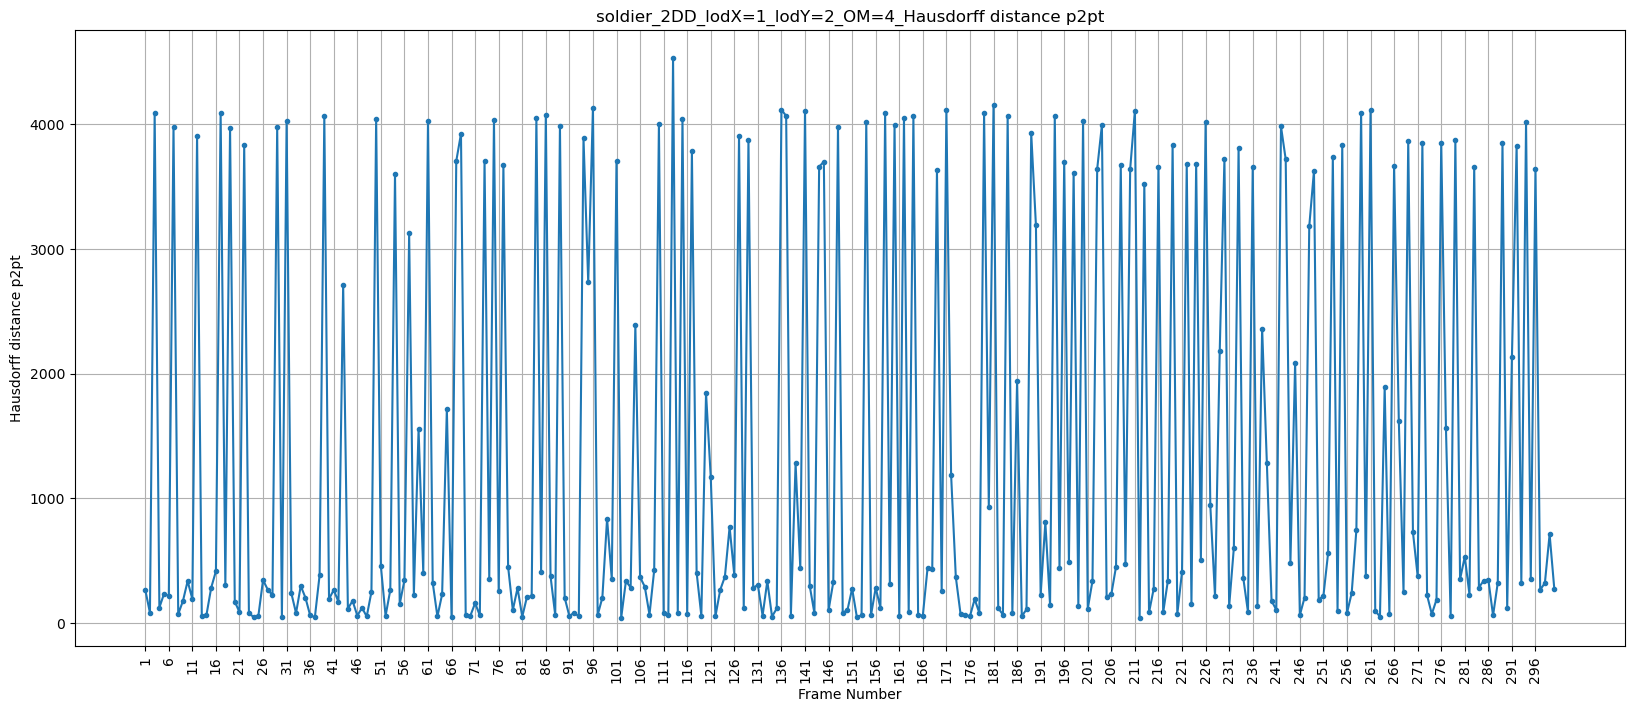 soldier_2DD_lodX=1_lodY=2_OM=4_Hausdorff distance p2pt
Hausdorff distance p2pt
4000
3000
2000
1000
0
1 6 11 16 21 26 31 36 41 46 51 56 61 66 71 76 81 86 91 96 101 106 111 116 121 126 131 136 141 146 151 156 161 166 171 176 181 186 191 196 201 206 211 216 221 226 231 236 241 246 251 256 261 266 271 276 281 286 291 296
Frame Number